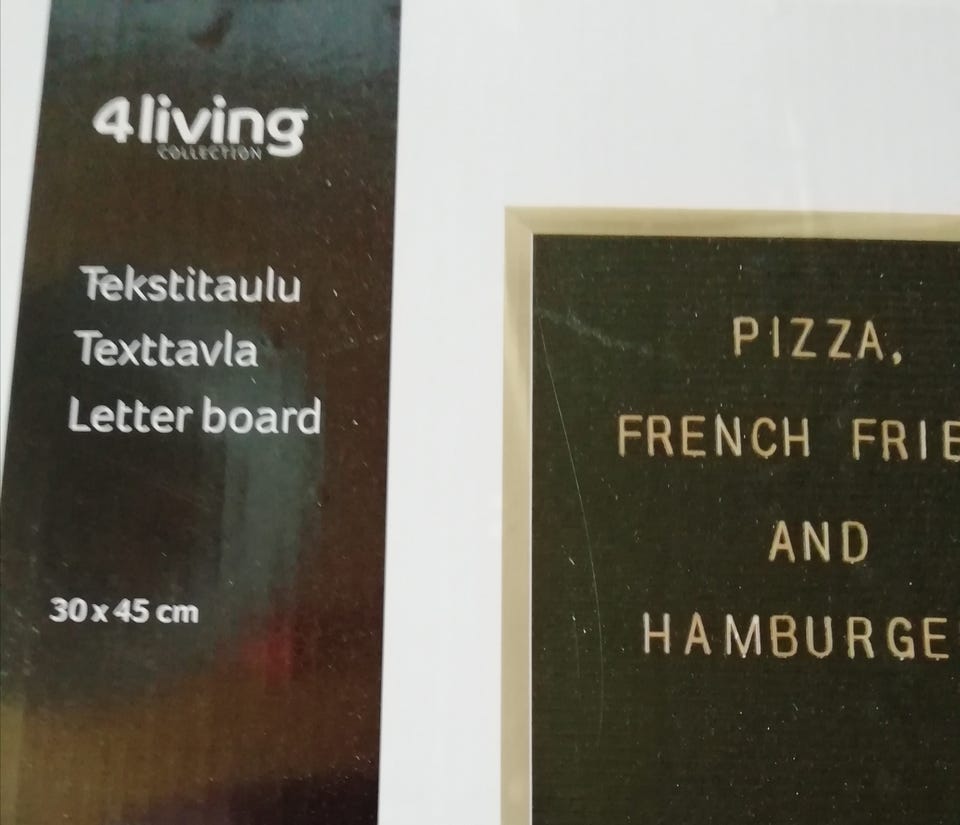 4living
COLLECTION
Tekstitaulu
Texttavla
Letter board
30 x 45 cm
PIZZA,
FRENCH FRIE
AND
HAMBURGE